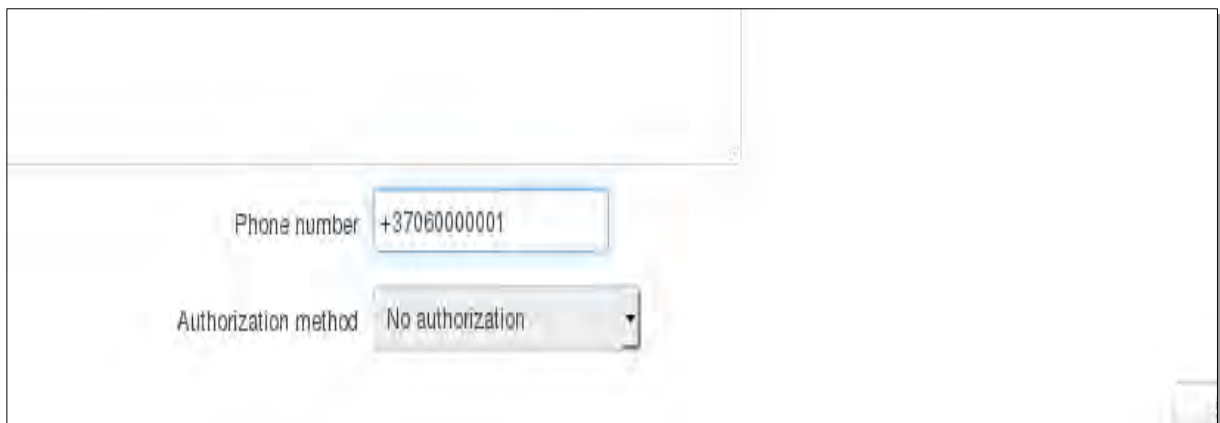 Phone number +37060000001
Authorization method No authorization